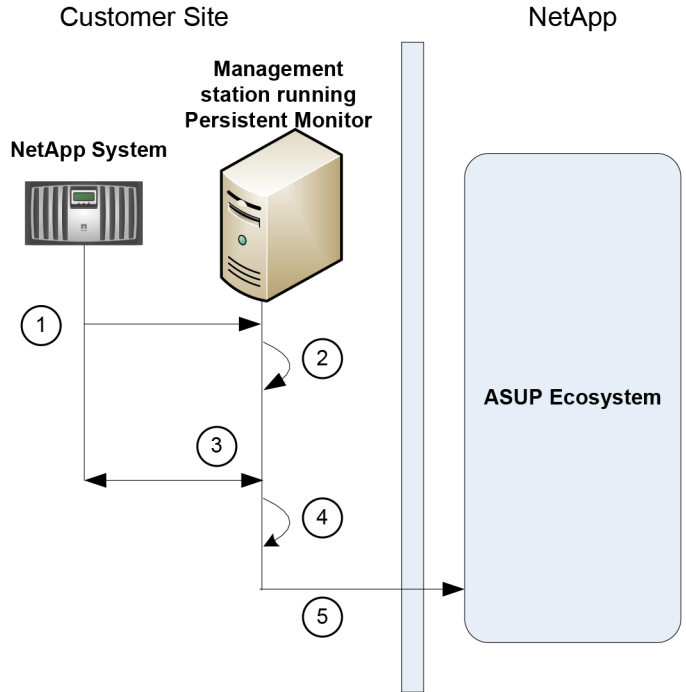 Customer Site
NetApp
Management
station running
Persistent Monitor
NetApp System
1
2
ASUP Ecosystem
3
4
5